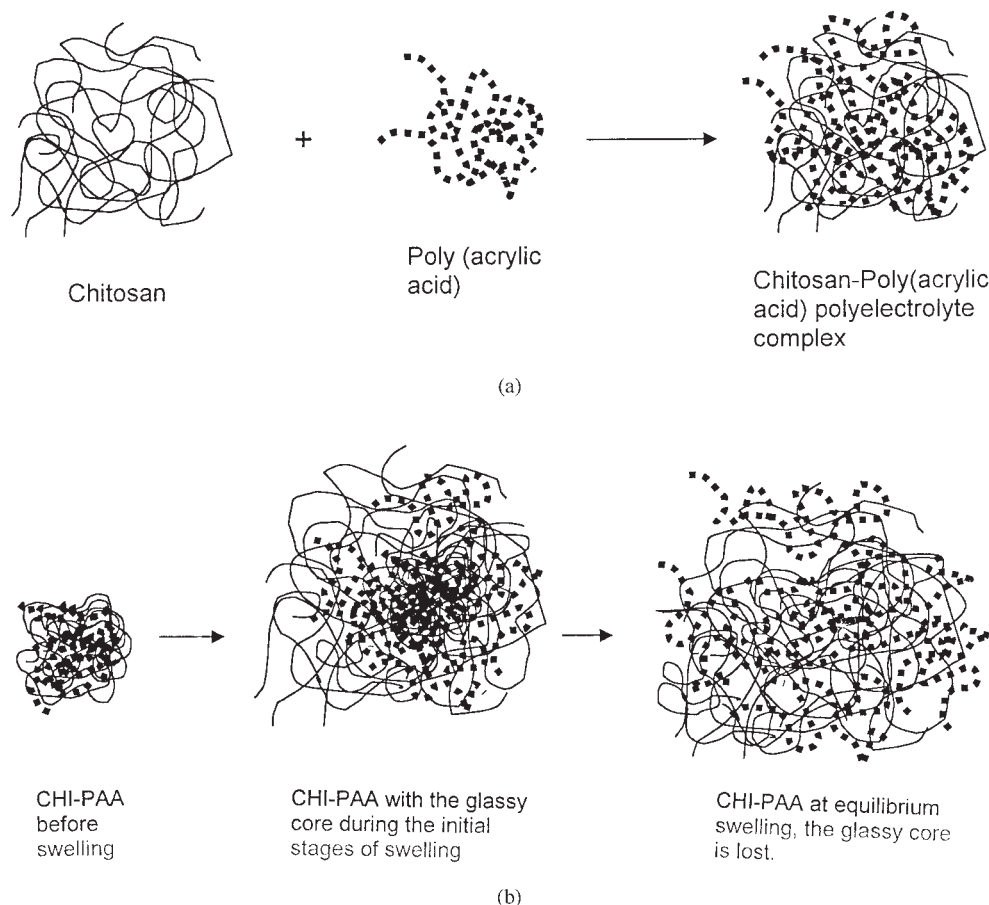 +
Chitosan
Poly (acrylic
acid)
Chitosan-Poly(acrylic
acid) polyelectrolyte
complex
(a)
CHI-PAA
before
swelling
CHI-PAA with the glassy
core during the initial
stages of swelling
CHI-PAA at equilibrium
swelling, the glassy core
is lost.
(b)